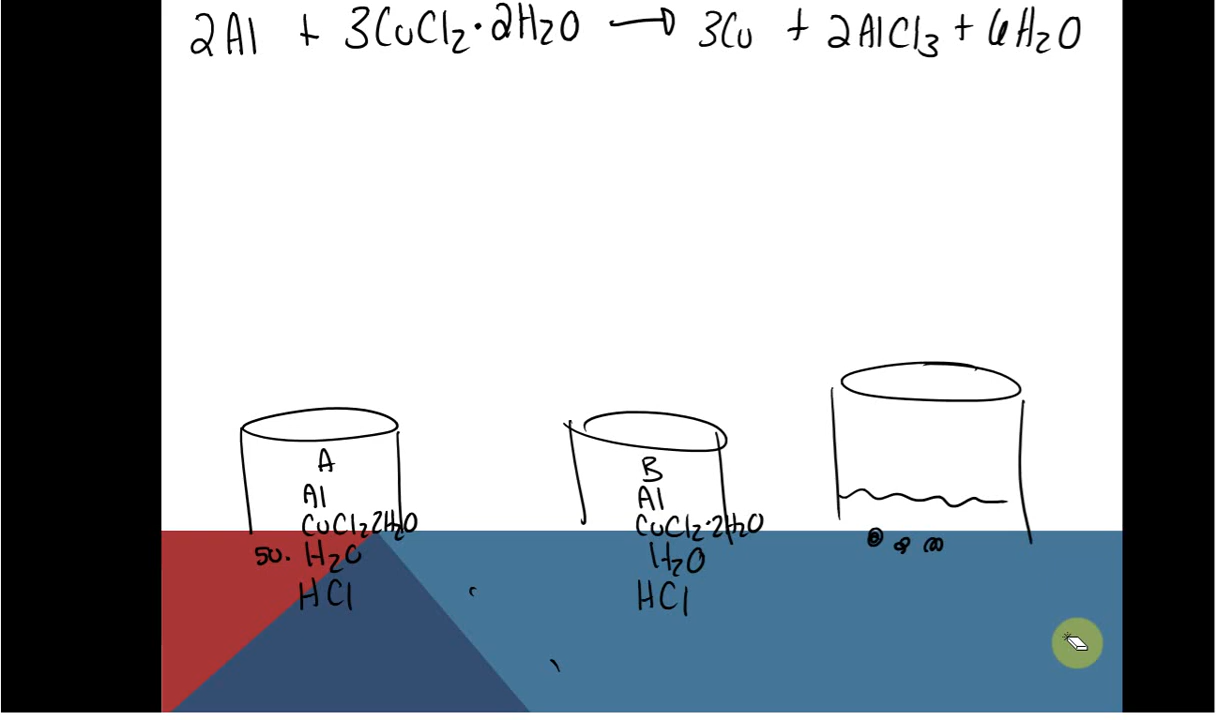 2Al + 3CuCl2·2H2O → 3Cu + 2AlCl3 + 6H2O
A
Al
CuCl2 2H2O
50. H2O
HCl
B
Al
CuCl2·2H2O
H2O
HCl